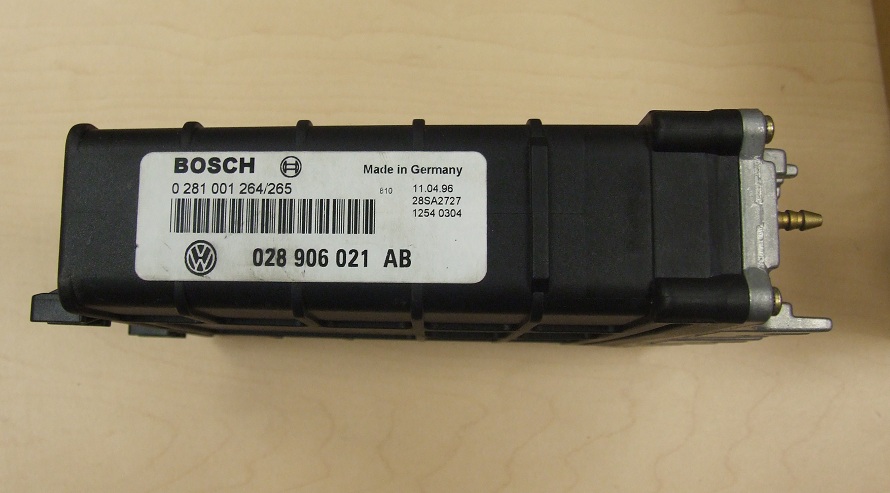 BOSCH Made in Germany
0 281 001 264/265 810 11.04.96
28SA2727
1254 0304
028 906 021 AB